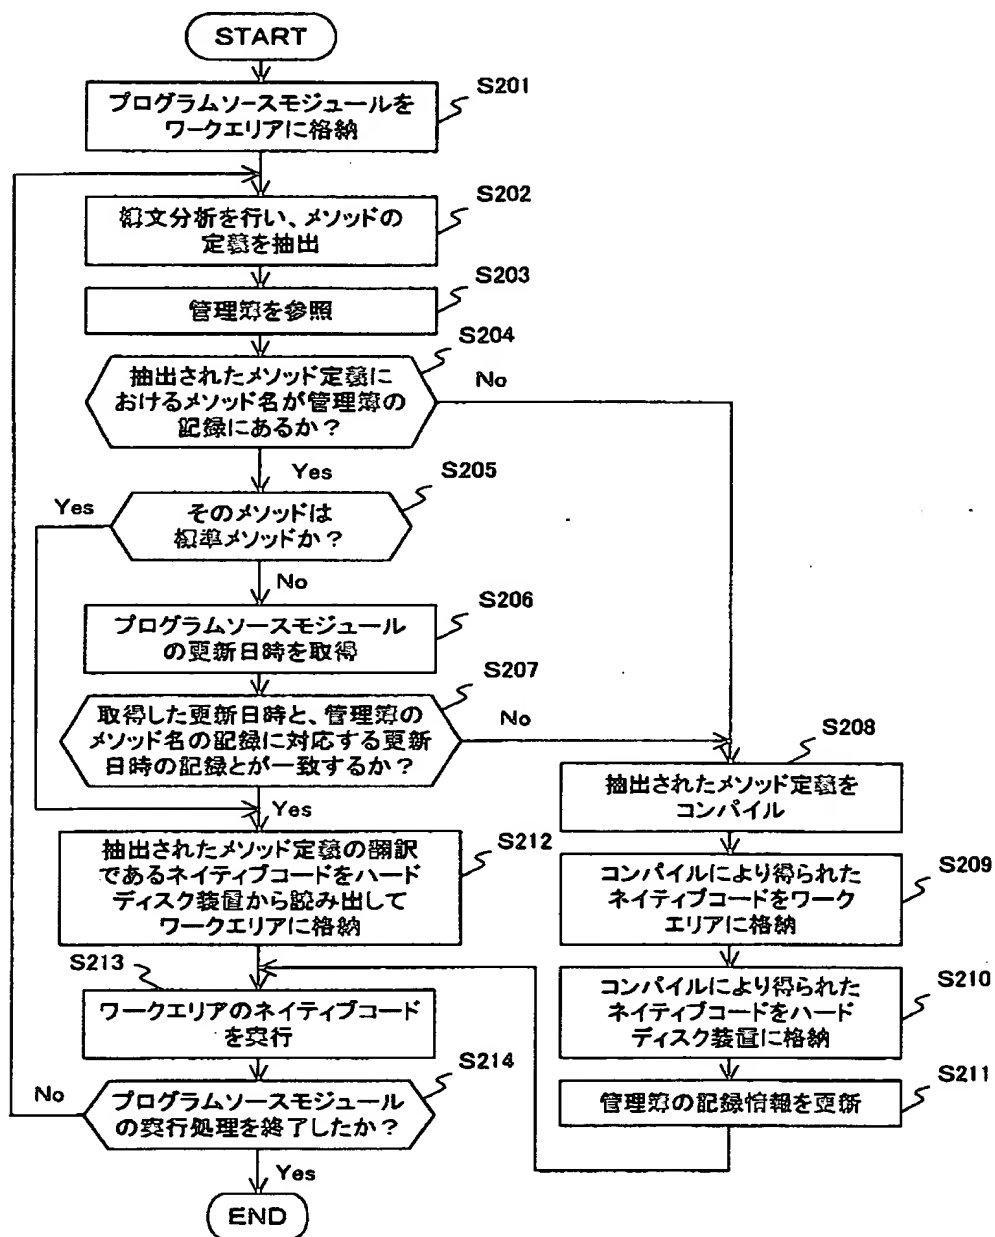 START
S201
プログラムソースモジュールを
ワークエリアに格納
S202
構文分析を行い、メソッドの
定義を抽出
S203
管理簿を参照
S204
抽出されたメソッド定義に
おけるメソッド名が管理簿の
記録にあるか？
No
Yes
S205
Yes
そのメソッドは
標準メソッドか？
No
S206
プログラムソースモジュール
の更新日時を取得
S207
取得した更新日時と、管理簿の
メソッド名の記録に対応する更新
日時の記録とが一致するか？
No
Yes
S208
抽出されたメソッド定義を
コンパイル
S212
抽出されたメソッド定義の翻訳
であるネイティブコードをハード
ディスク装置から読み出して
ワークエリアに格納
S209
コンパイルにより得られた
ネイティブコードをワーク
エリアに格納
S213
ワークエリアのネイティブコード
を実行
S210
コンパイルにより得られた
ネイティブコードをハード
ディスク装置に格納
S214
No
プログラムソースモジュール
の実行処理を終了したか？
S211
管理簿の記録情報を更新
Yes
END